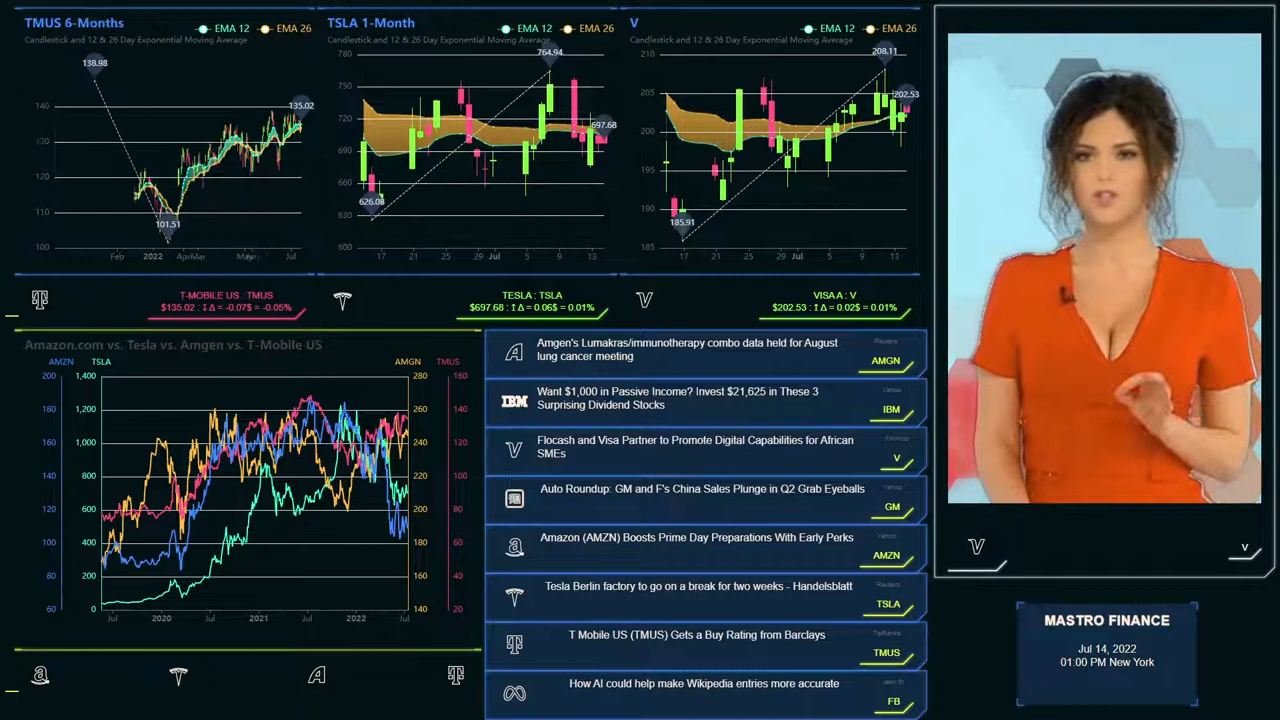 TMUS 6-Months
EMA 12 EMA 26
Candlestick and 12 & 26 Day Exponential Moving Average
138.98
135.02
101.51
140
130
120
110
100
Feb 2022 Apr Mar May Jul
TSLA 1-Month
EMA 12 EMA 26
Candlestick and 12 & 26 Day Exponential Moving Average
780
750
720
690
660
630
600
764.94
697.68
626.08
17 21 25 29 Jul 5 9 13
V
EMA 12 EMA 26
Candlestick and 12 & 26 Day Exponential Moving Average
210
205
200
195
190
185
208.11
202.53
185.91
17 21 25 29 Jul 5 9 13
T-MOBILE US : TMUS
$135.02 : ↧ Δ = -0.07$ = -0.05%
TESLA : TSLA
$697.68 : ↥ Δ = 0.06$ = 0.01%
VISA A : V
$202.53 : ↥ Δ = 0.02$ = 0.01%
Amazon.com vs. Tesla vs. Amgen vs. T-Mobile US
AMZN TSLA AMGN TMUS
200 1,400 280 160
180 1,200 260 140
160 1,000 240 120
140 800 220 100
120 600 200 80
100 400 180 60
80 200 160 40
60 0 140 20
Jul 2020 Jul 2021 Jul 2022 Jul
Amgen's Lumakras/immunotherapy combo data held for August
lung cancer meeting
Reuters
AMGN
IBM
Want $1,000 in Passive Income? Invest $21,625 in These 3
Surprising Dividend Stocks
Yahoo
IBM
Flocash and Visa Partner to Promote Digital Capabilities for African
SMEs
V
gm
Auto Roundup: GM and F's China Sales Plunge in Q2 Grab Eyeballs
Yahoo
GM
Amazon (AMZN) Boosts Prime Day Preparations With Early Perks
Yahoo
AMZN
Tesla Berlin factory to go on a break for two weeks - Handelsblatt
Reuters
TSLA
T Mobile US (TMUS) Gets a Buy Rating from Barclays
TipRanks
TMUS
How AI could help make Wikipedia entries more accurate
FB
V
MASTRO FINANCE
Jul 14, 2022
01:00 PM New York